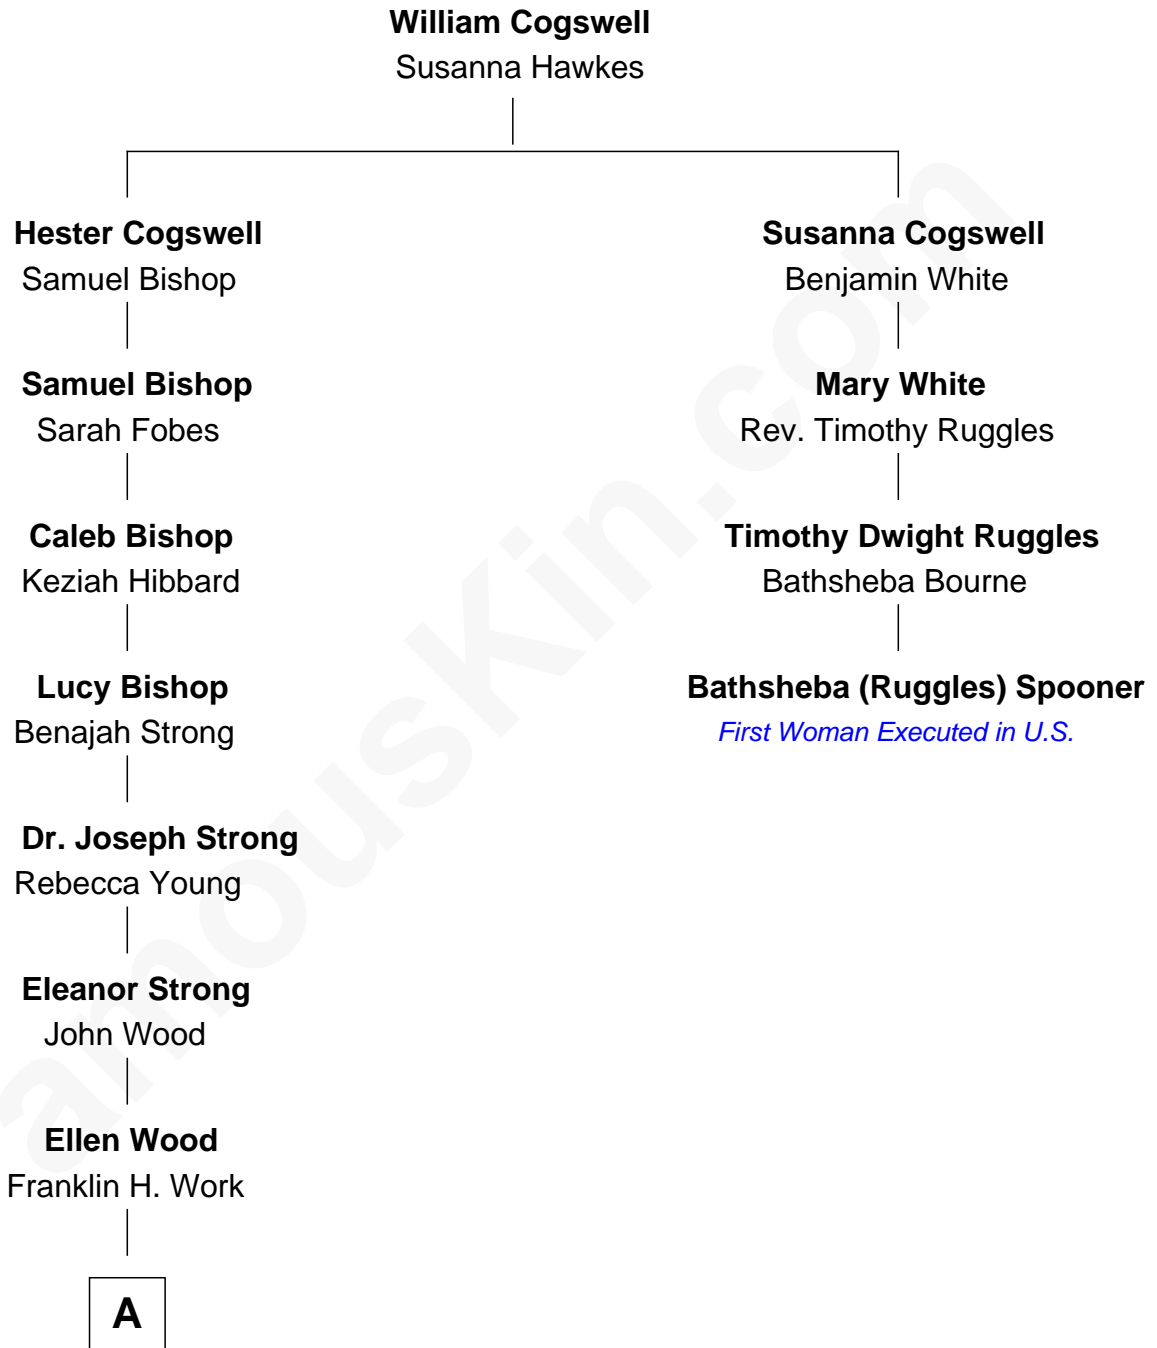 William Cogswell
Susanna Hawkes
Hester Cogswell
Samuel Bishop
Susanna Cogswell
Benjamin White
Samuel Bishop
Sarah Fobes
Mary White
Rev. Timothy Ruggles
Caleb Bishop
Keziah Hibbard
Timothy Dwight Ruggles
Bathsheba Bourne
Lucy Bishop
Benajah Strong
Bathsheba (Ruggles) Spooner
First Woman Executed in U.S.
Dr. Joseph Strong
Rebecca Young
Eleanor Strong
John Wood
Ellen Wood
Franklin H. Work
A
amousKin.com